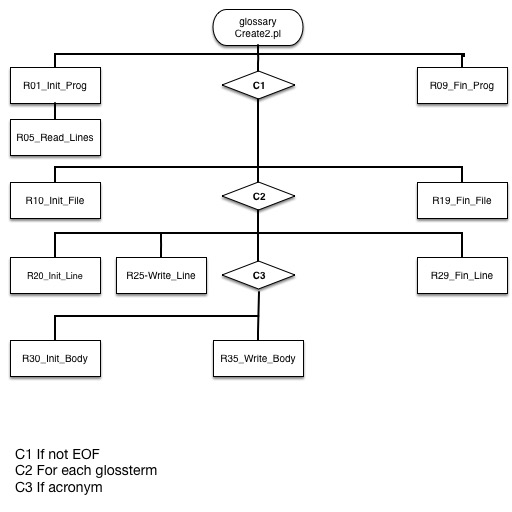 glossary
Create2.pl
R01_Init_Prog
C1
R09_Fin_Prog
R05_Read_Lines
R10_Init_File
C2
R19_Fin_File
R20_Init_Line
R25-Write_Line
C3
R29_Fin_Line
R30_Init_Body
R35_Write_Body
C1 If not EOF
C2 For each glossterm
C3 If acronym